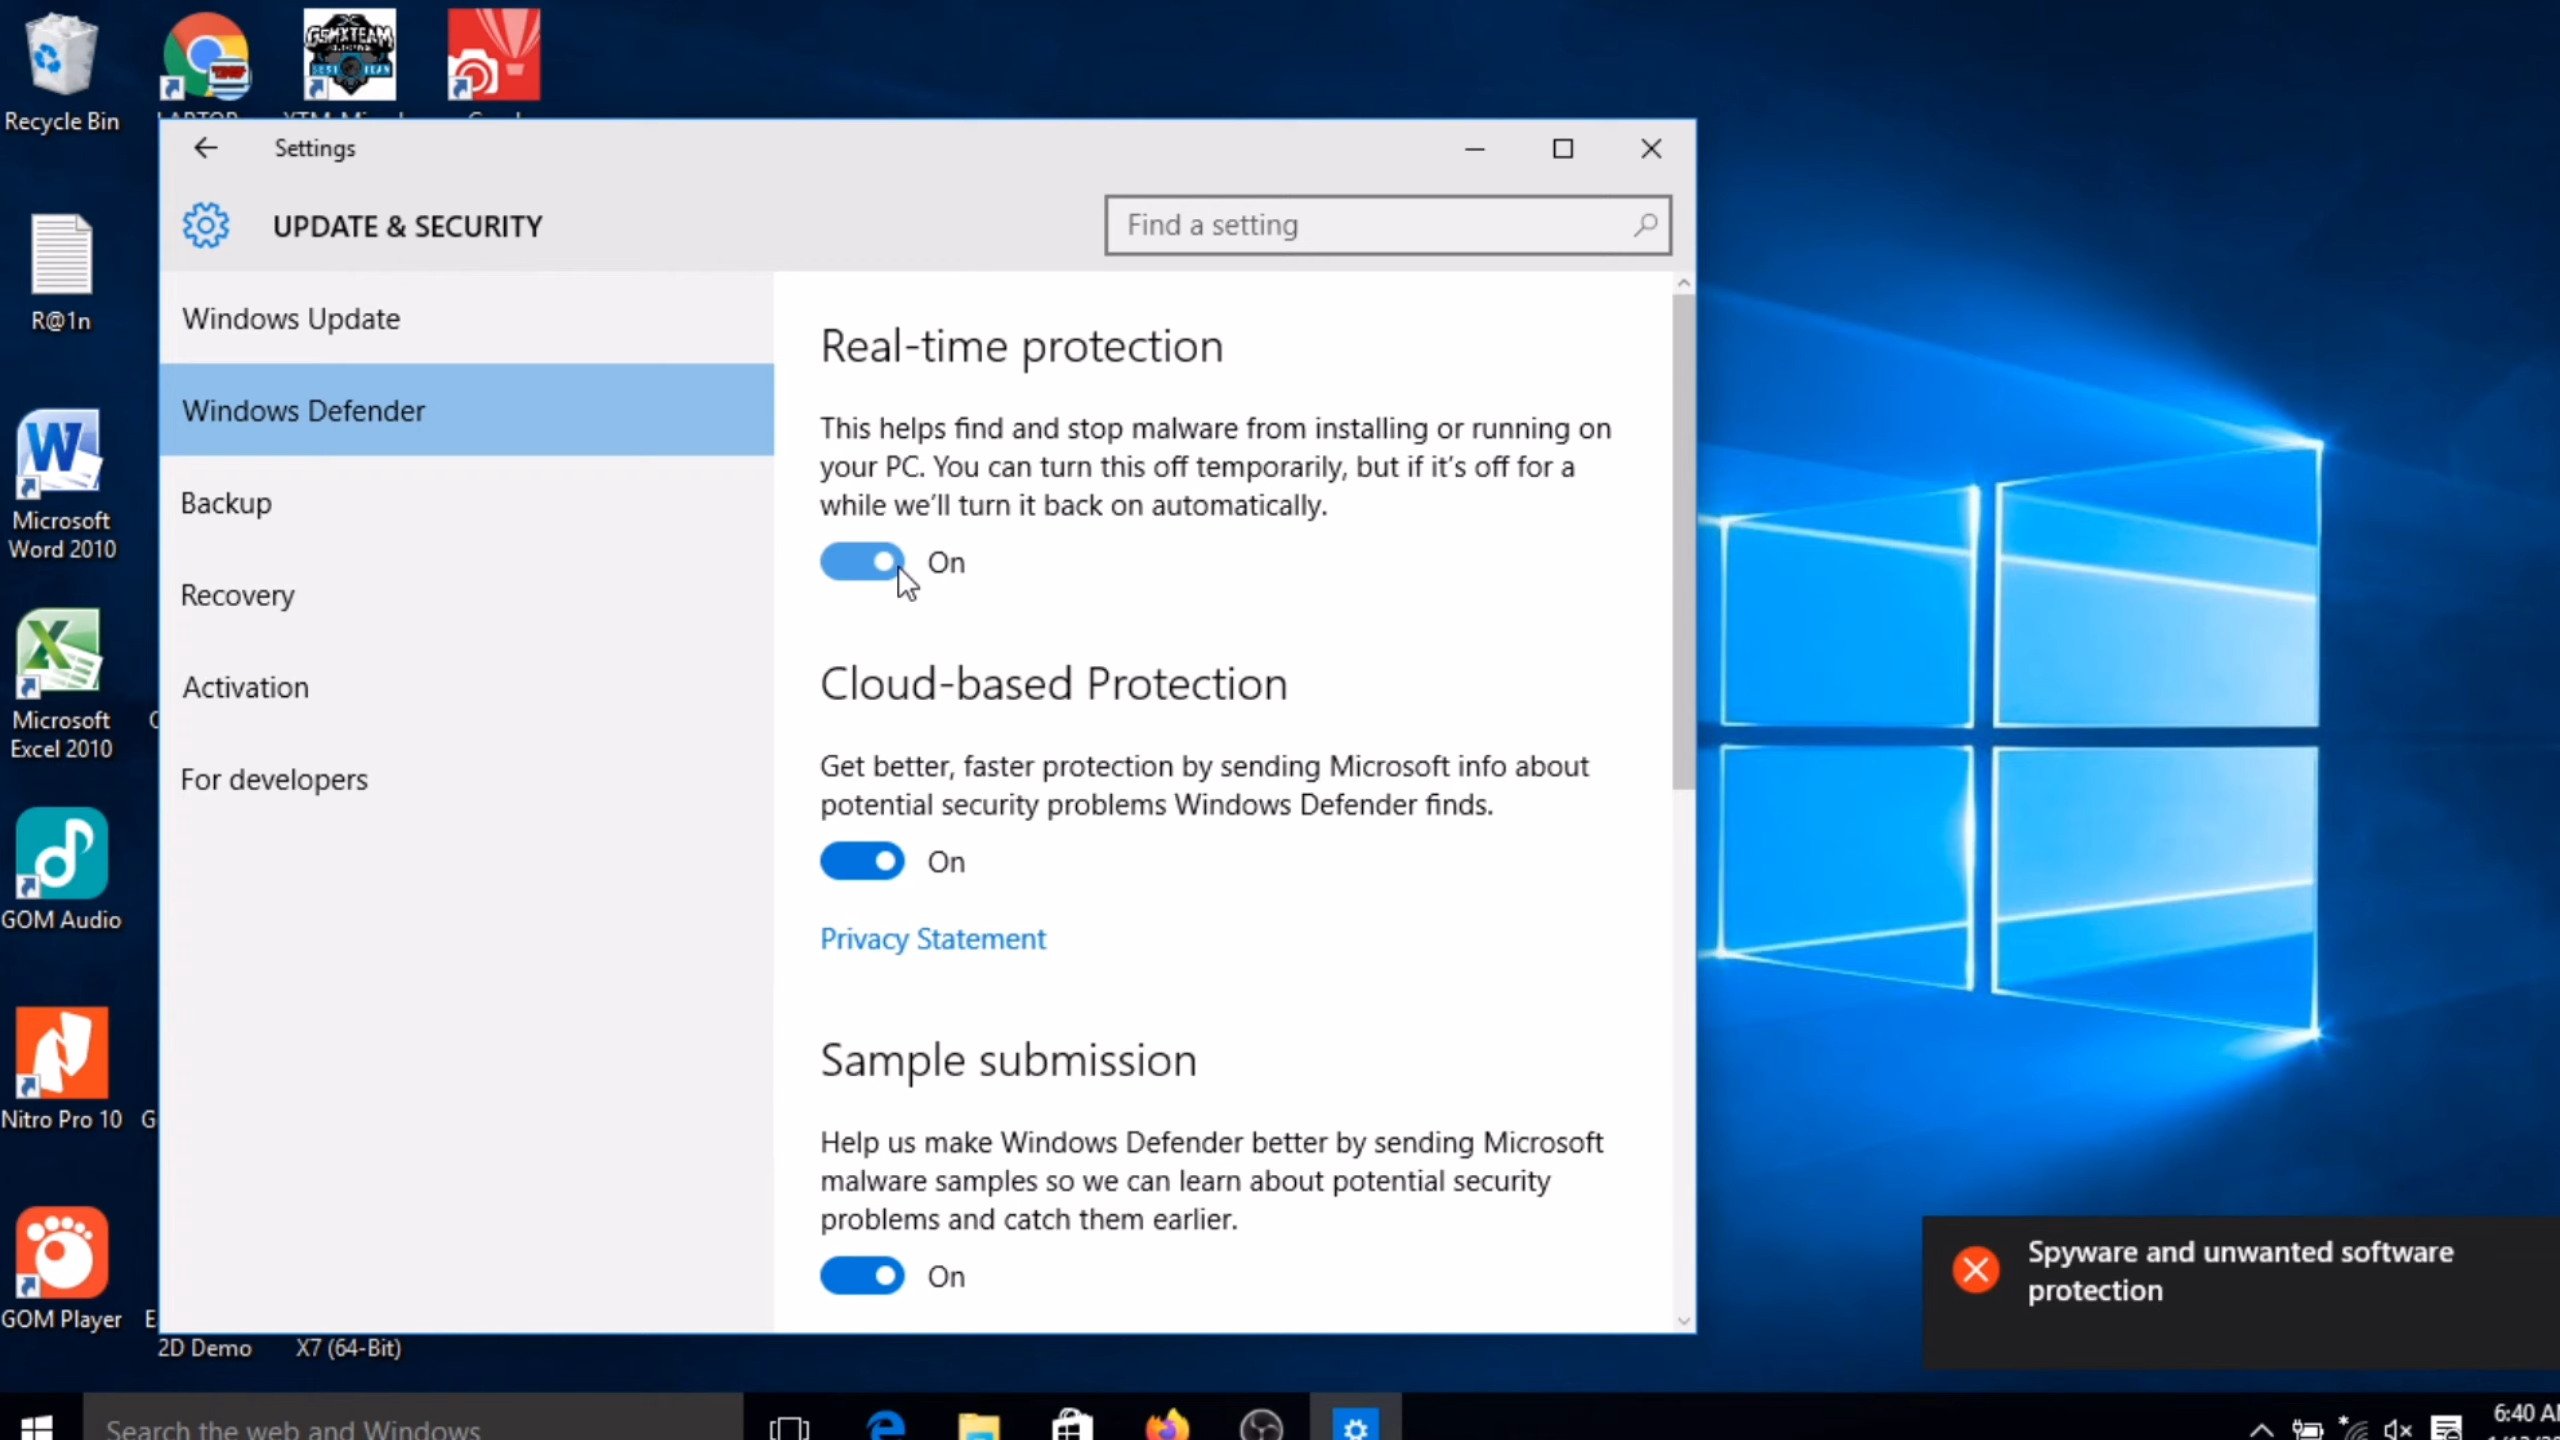 Recycle Bin
R@1n
Microsoft
Word 2010
Microsoft
Excel 2010
GOM Audio
Nitro Pro 10
GOM Player
2D Demo
X7 (64-Bit)
Settings
UPDATE & SECURITY
Find a setting
Windows Update
Windows Defender
Backup
Recovery
Activation
For developers
Real-time protection
This helps find and stop malware from installing or running on
your PC. You can turn this off temporarily, but if it's off for a
while we'll turn it back on automatically.
On
Cloud-based Protection
Get better, faster protection by sending Microsoft info about
potential security problems Windows Defender finds.
On
Privacy Statement
Sample submission
Help us make Windows Defender better by sending Microsoft
malware samples so we can learn about potential security
problems and catch them earlier.
On
Spyware and unwanted software
protection
Search the web and Windows
6:40